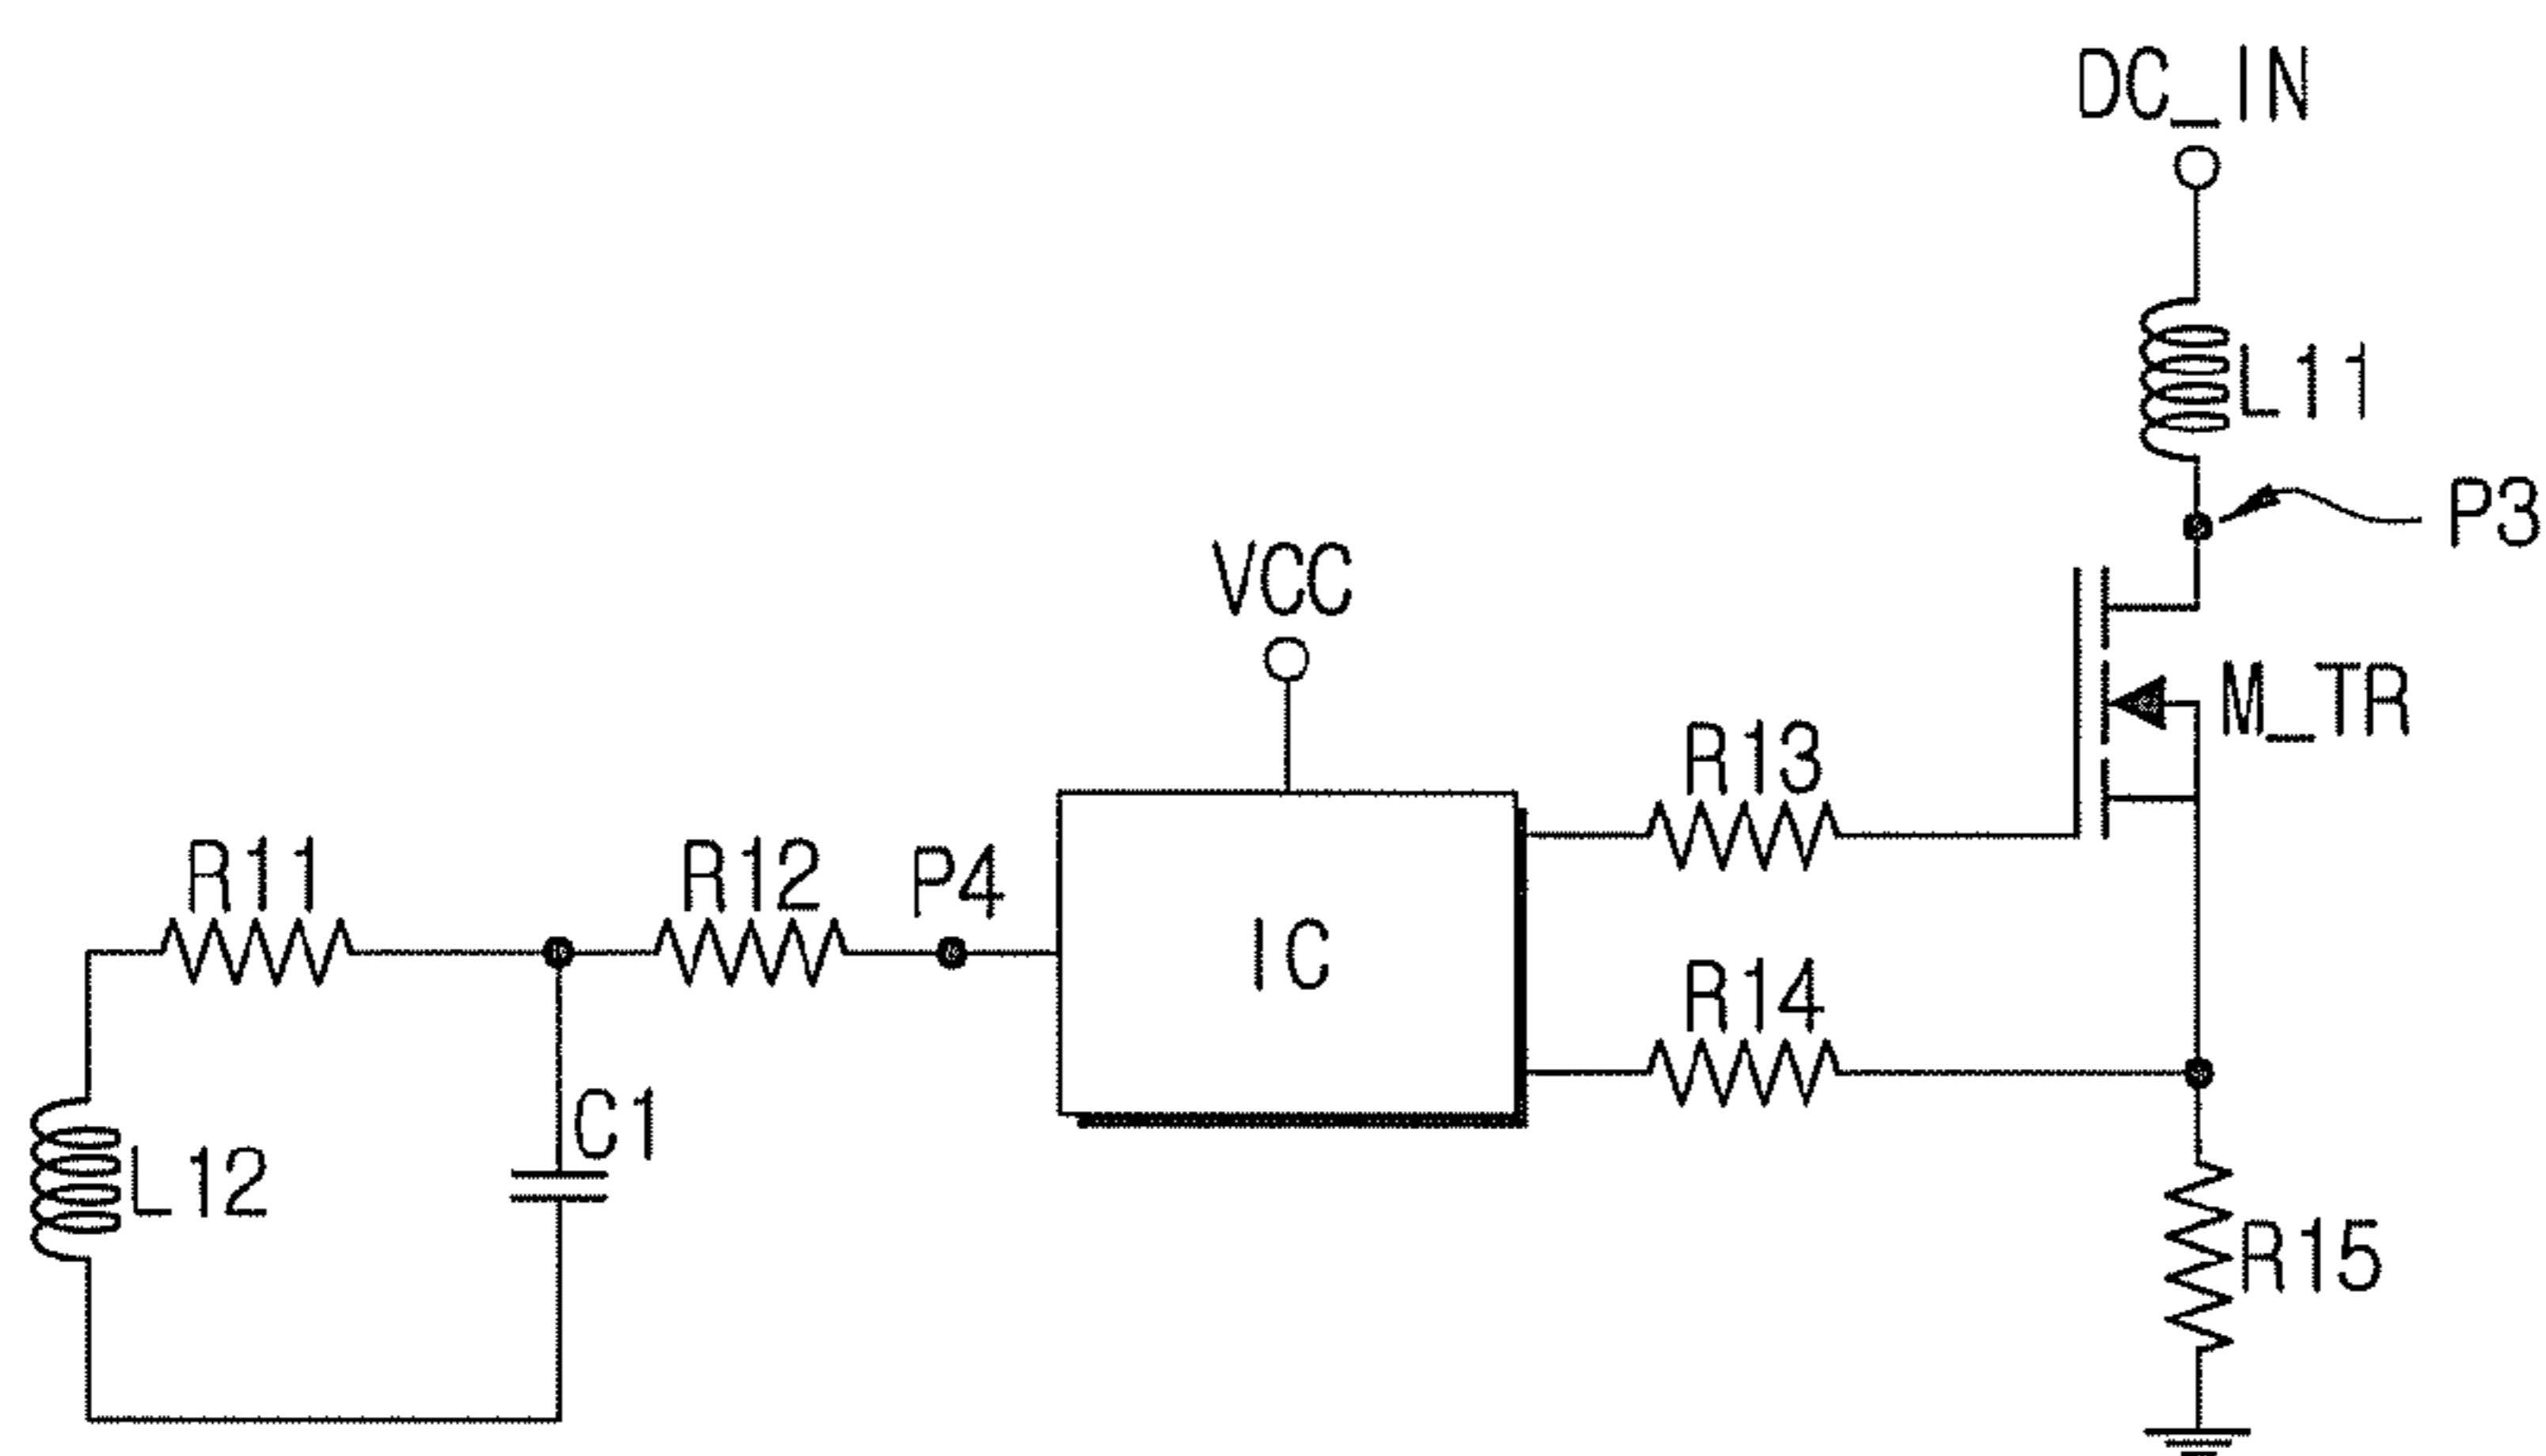 DC_IN
L11
P3
VCC
M_TR
R13
R11
R12
P4
IC
R14
C1
L12
R15